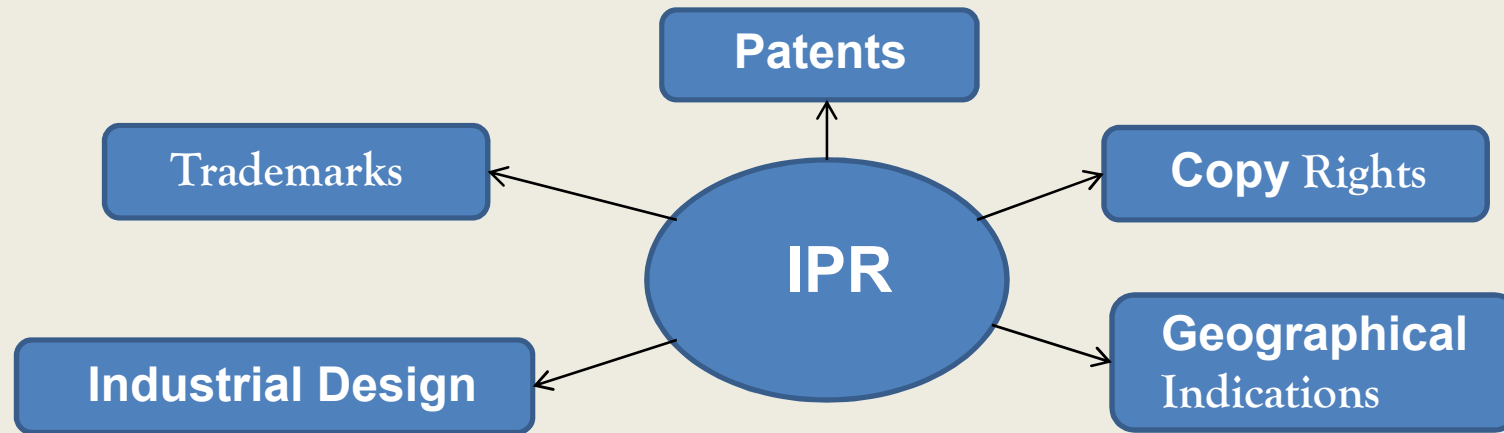 Patents
Trademarks
Copy Rights
IPR
Geographical
Indications
Industrial Design